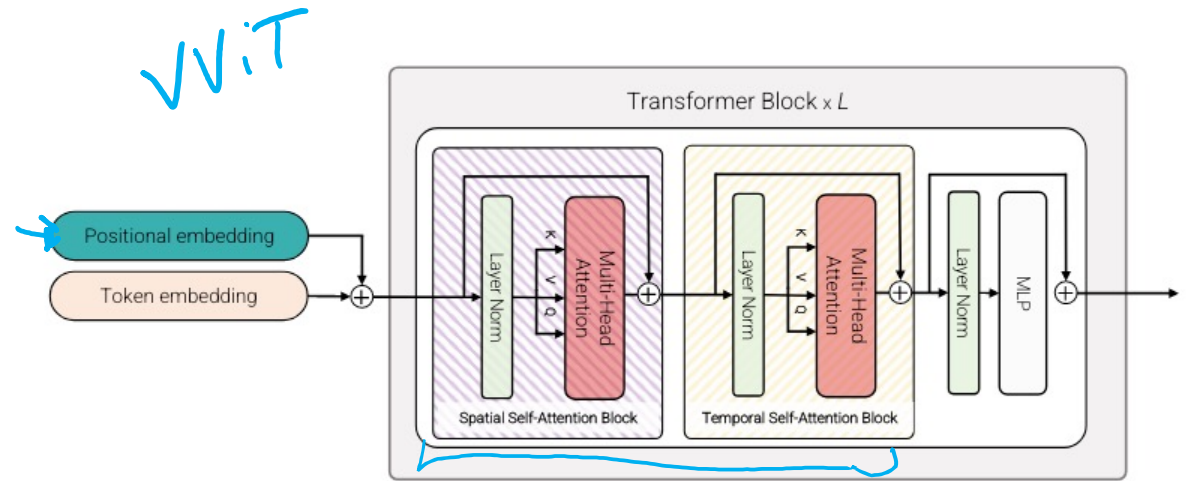 VViT
Transformer Block x L
Positional embedding
Token embedding
Layer Norm
K
V
Q
Multi-Head
Attention
Spatial Self-Attention Block
Layer Norm
K
V
Q
Multi-Head
Attention
Temporal Self-Attention Block
Layer Norm
MLP